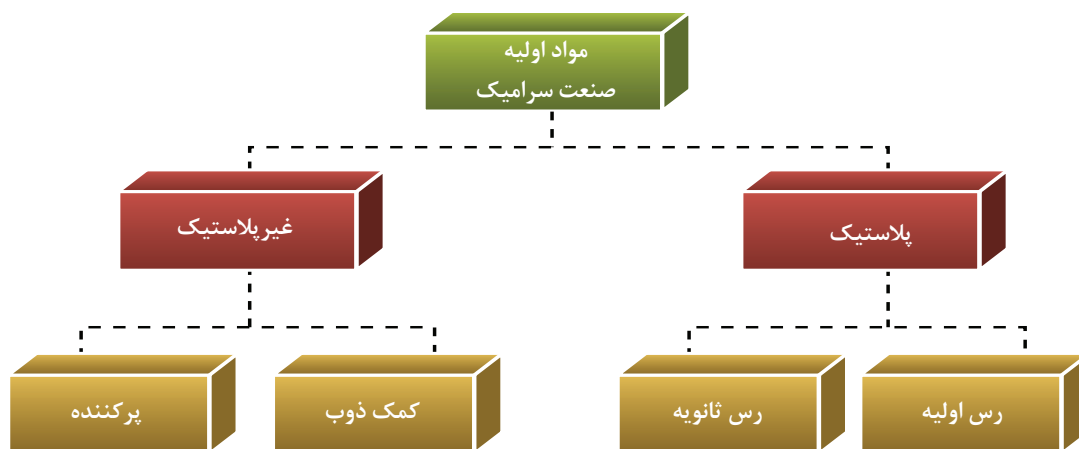 مواد اولیه
صنعت سرامیک
پلاستیک
غیرپلاستیک
رس اولیه
رس ثانویه
کمک ذوب
پرکننده